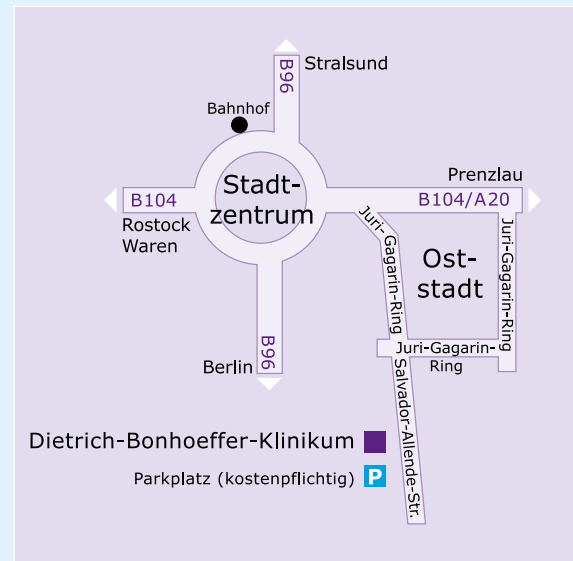 B96
Stralsund
Bahnhof
Prenzlau
B104
Stadt-
zentrum
B104/A20
Rostock
Waren
Juri-Gagarin-Ring
Ost-
stadt
Juri-Gagarin-Ring
Juri-Gagarin-
Ring
Berlin
B96
Salvador-Allende-Str.
Dietrich-Bonhoeffer-Klinikum
Parkplatz (kostenpflichtig) P